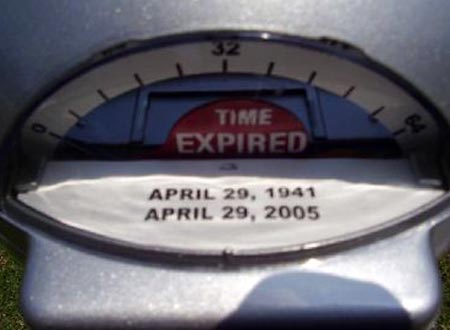 32
0
64
TIME
EXPIRED
APRIL 29, 1941
APRIL 29, 2005